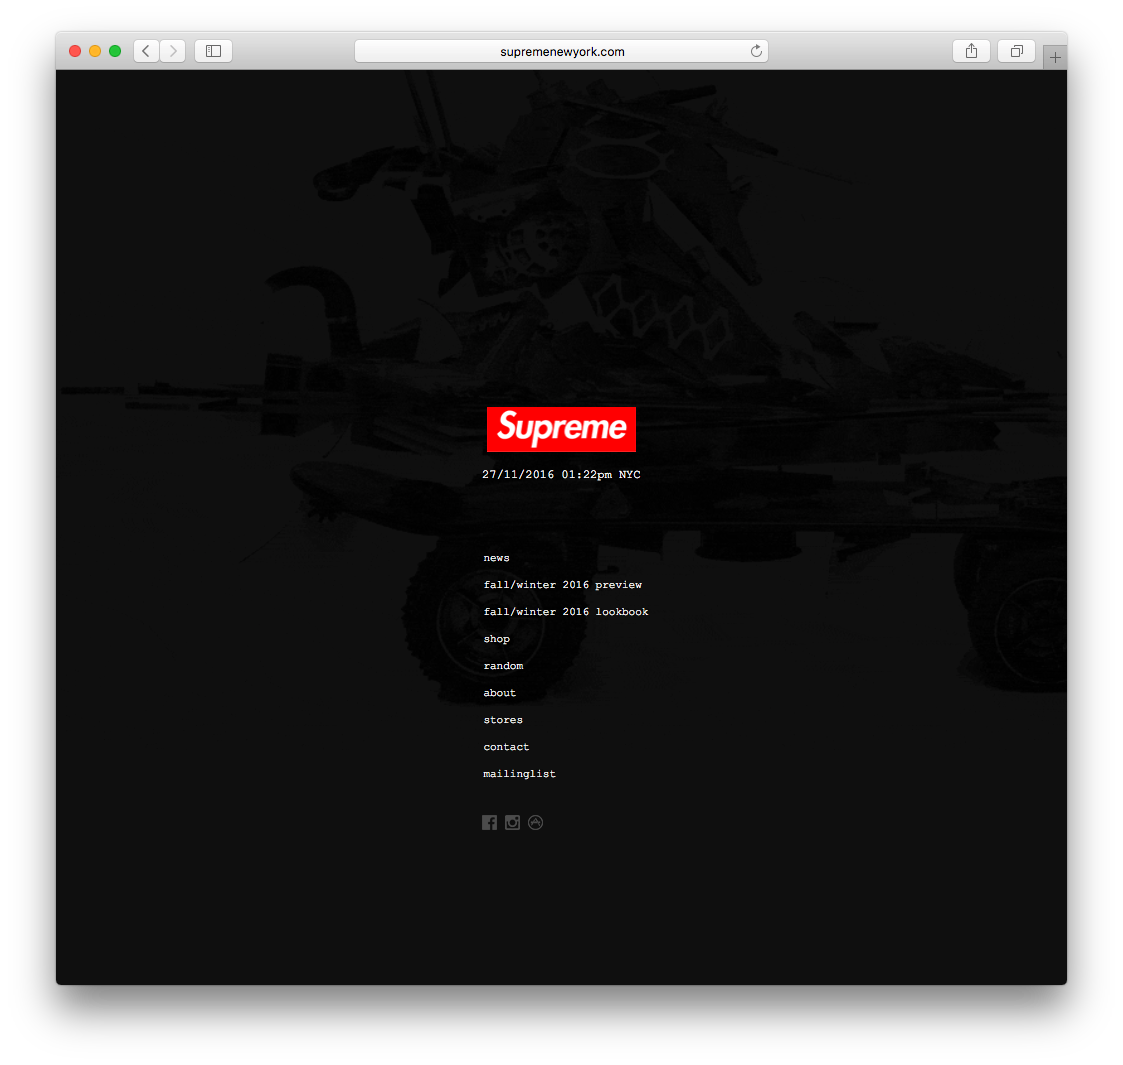 supremenewyork.com
Supreme
27/11/2016 01:22pm NYC
news
fall/winter 2016 preview
fall/winter 2016 lookbook
shop
random
about
stores
contact
mailinglist